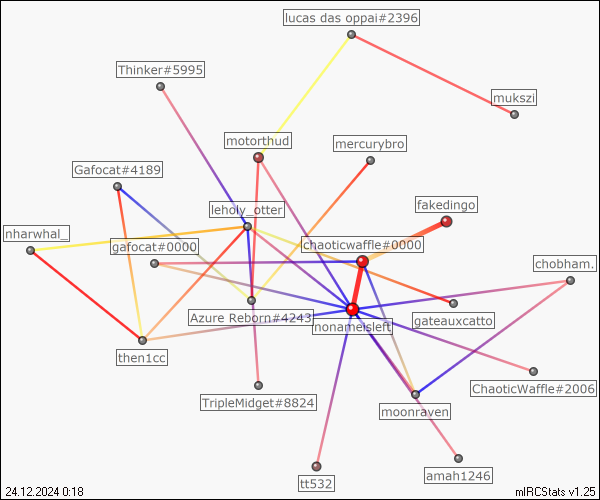 lucas das oppai#2396
Thinker#5995
mukszi
motorthud
mercurybro
Gafocat#4189
leholy_otter
fakedingo
nharwhal_
gafocat#0000
chaoticwaffle#0000
chobham.
Azure Reborn#4243
nonameisleft
gateauxcatto
then1cc
TripleMidget#8824
moonraven
ChaoticWaffle#2006
tt532
amah1246
24.12.2024 0:18
mIRCStats v1.25